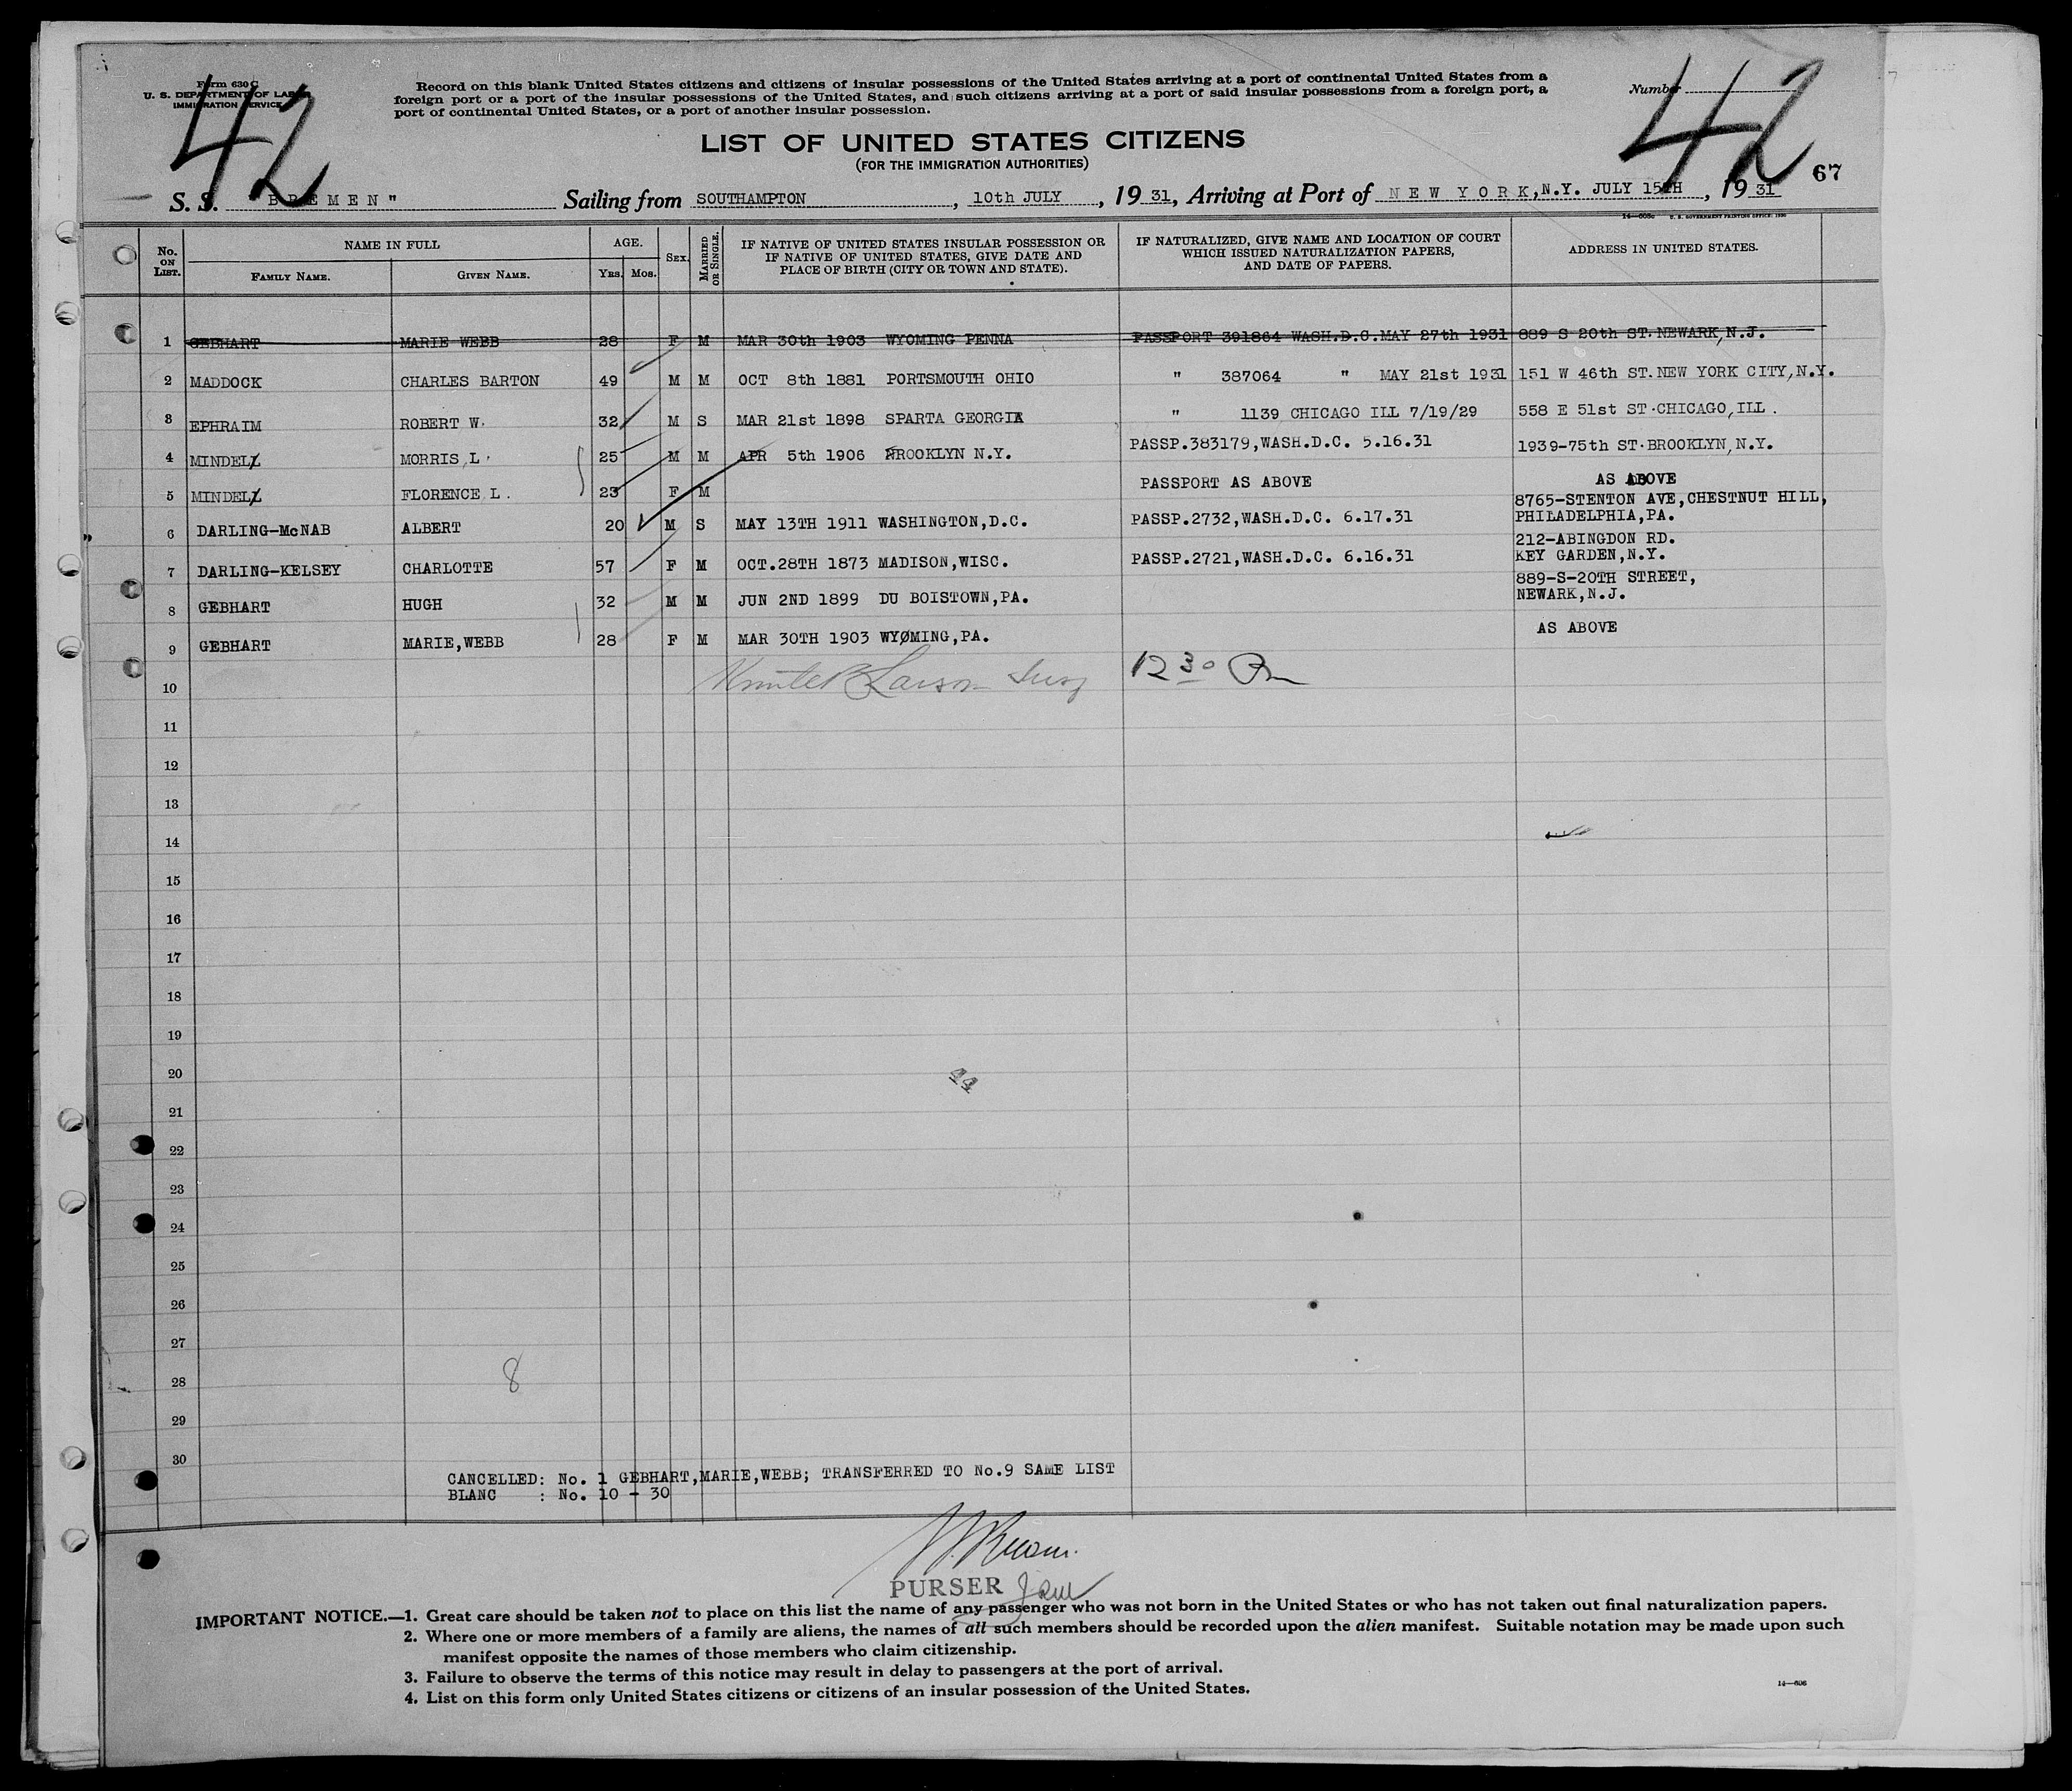 Form 630 C
U. S. DEPARTMENT OF LABOR
IMMIGRATION SERVICE
42
Record on this blank United States citizens and citizens of insular possessions of the United States arriving at a port of continental United States from a
foreign port or a port of the insular possessions of the United States, and such citizens arriving at a port of said insular possessions from a foreign port, a
port of continental United States, or a port of another insular possession.
Number
42
67
LIST OF UNITED STATES CITIZENS
(FOR THE IMMIGRATION AUTHORITIES)
S. S. "BREMEN" Sailing from SOUTHAMPTON, 10th JULY, 1931, Arriving at Port of NEW YORK, N.Y. JULY 15TH, 1931
14—605c U. S. GOVERNMENT PRINTING OFFICE: 1930
No. ON LIST. NAME IN FULL FAMILY NAME. GIVEN NAME. AGE. YRS. MOS. SEX. MARRIED OR SINGLE. IF NATIVE OF UNITED STATES INSULAR POSSESSION OR IF NATIVE OF UNITED STATES, GIVE DATE AND PLACE OF BIRTH (CITY OR TOWN AND STATE). IF NATURALIZED, GIVE NAME AND LOCATION OF COURT WHICH ISSUED NATURALIZATION PAPERS, AND DATE OF PAPERS. ADDRESS IN UNITED STATES.
1 GEBHART MARIE WEBB 28 F M MAR 30th 1903 WYOMING PENNA PASSPORT 391864 WASH.D.C. MAY 27th 1931 889 S 20th ST. NEWARK, N.J.
2 MADDOCK CHARLES BARTON 49 M M OCT 8th 1881 PORTSMOUTH OHIO " 387064 " MAY 21st 1931 151 W 46th ST. NEW YORK CITY, N.Y.
3 EPHRAIM ROBERT W. 32 M S MAR 21st 1898 SPARTA GEORGIA " 1139 CHICAGO ILL 7/19/29 558 E 51st ST. CHICAGO, ILL.
4 MINDEL MORRIS L. 25 M M APR 5th 1906 BROOKLYN N.Y. PASSP.383179, WASH.D.C. 5.16.31 1939-75th ST. BROOKLYN, N.Y.
5 MINDEL FLORENCE L. 23 F M PASSPORT AS ABOVE AS ABOVE
6 DARLING-McNAB ALBERT 20 M S MAY 13TH 1911 WASHINGTON, D.C. PASSP.2732, WASH.D.C. 6.17.31 8765-STENTON AVE, CHESTNUT HILL, PHILADELPHIA, PA.
7 DARLING-KELSEY CHARLOTTE 57 F M OCT. 28TH 1873 MADISON, WISC. PASSP.2721, WASH.D.C. 6.16.31 212-ABINGDON RD. KEY GARDEN, N.Y.
8 GEBHART HUGH 32 M M JUN 2ND 1899 DU BOISTOWN, PA. 889-S-20TH STREET, NEWARK, N.J.
9 GEBHART MARIE, WEBB 28 F M MAR 30TH 1903 WYOMING, PA. AS ABOVE
10 Larson 12 30 Pm
11
12
13
14
15
16
17
18
19
20
44
21
22
23
24
25
26
27
28
8
29
30
CANCELLED: No. 1 GEBHART, MARIE, WEBB; TRANSFERRED TO No.9 SAME LIST
BLANC : No. 10 - 30
PURSER
IMPORTANT NOTICE.—1. Great care should be taken not to place on this list the name of any passenger who was not born in the United States or who has not taken out final naturalization papers.
2. Where one or more members of a family are aliens, the names of all such members should be recorded upon the alien manifest. Suitable notation may be made upon such
manifest opposite the names of those members who claim citizenship.
3. Failure to observe the terms of this notice may result in delay to passengers at the port of arrival.
4. List on this form only United States citizens or citizens of an insular possession of the United States.
14—606